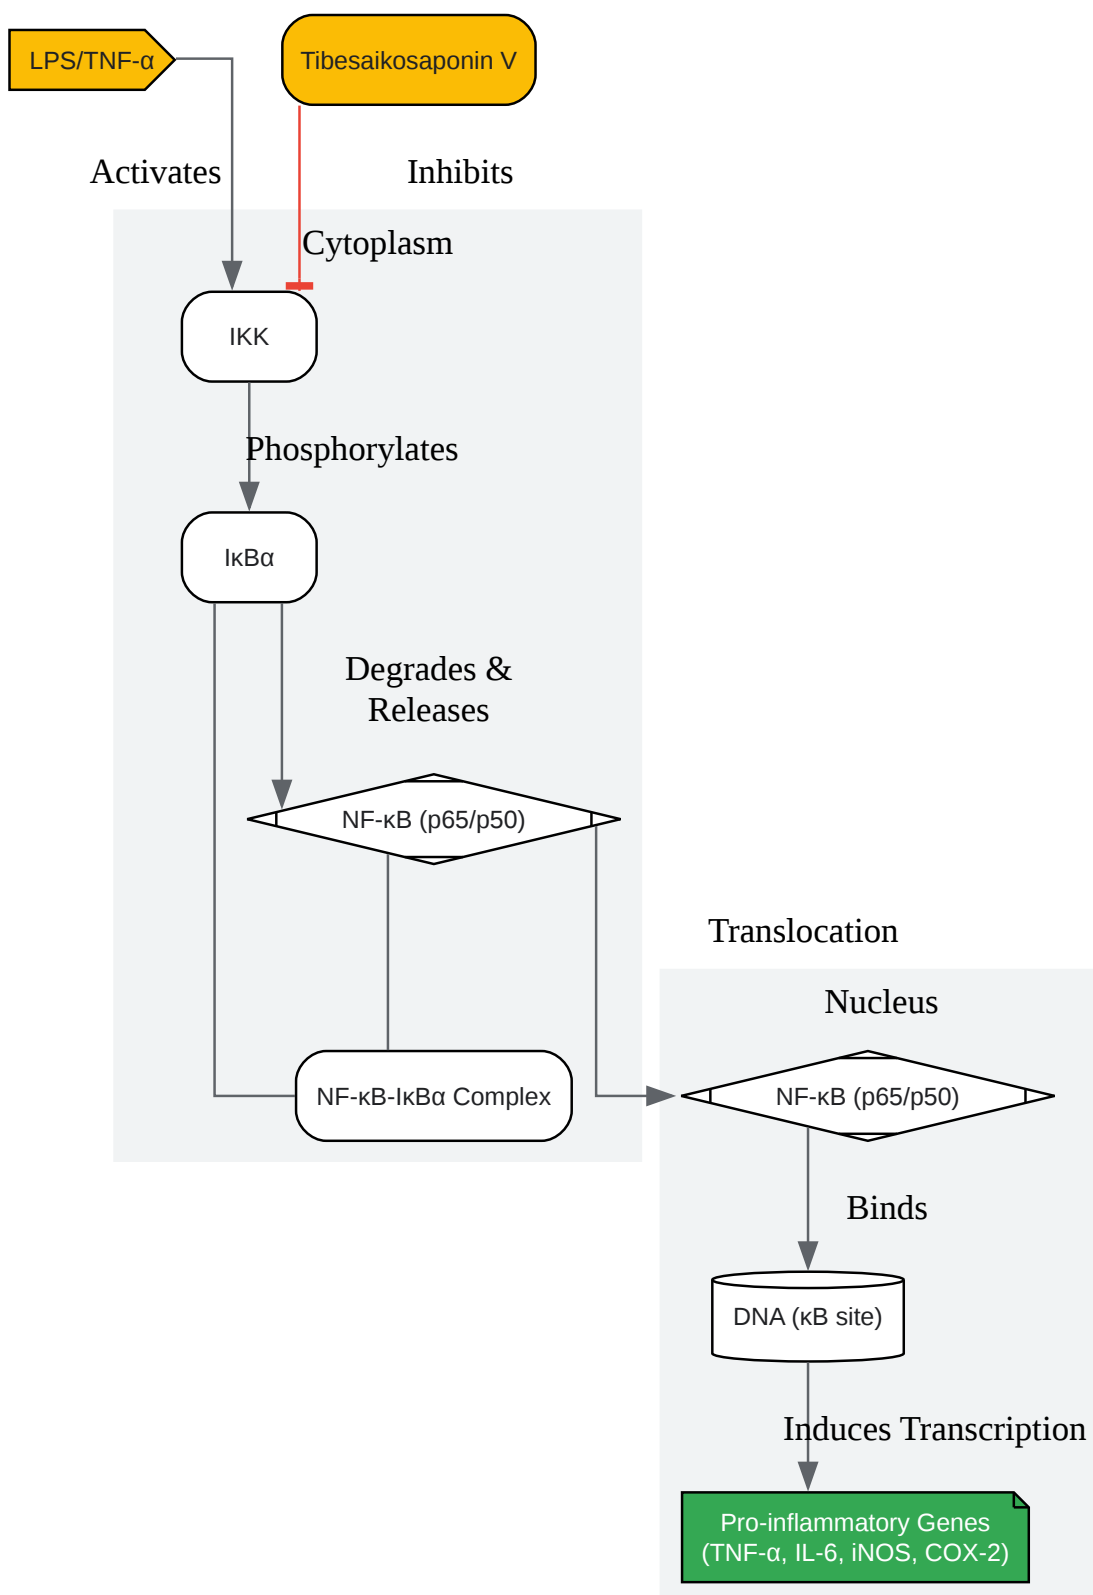 LPS/TNF-α
Tibesaikosaponin V
Activates
Inhibits
Cytoplasm
IKK
Phosphorylates
IκBα
Degrades &
Releases
NF-κB (p65/p50)
Translocation
Nucleus
NF-κB-IκBα Complex
NF-κB (p65/p50)
Binds
DNA (κB site)
Induces Transcription
Pro-inflammatory Genes
(TNF-α, IL-6, iNOS, COX-2)